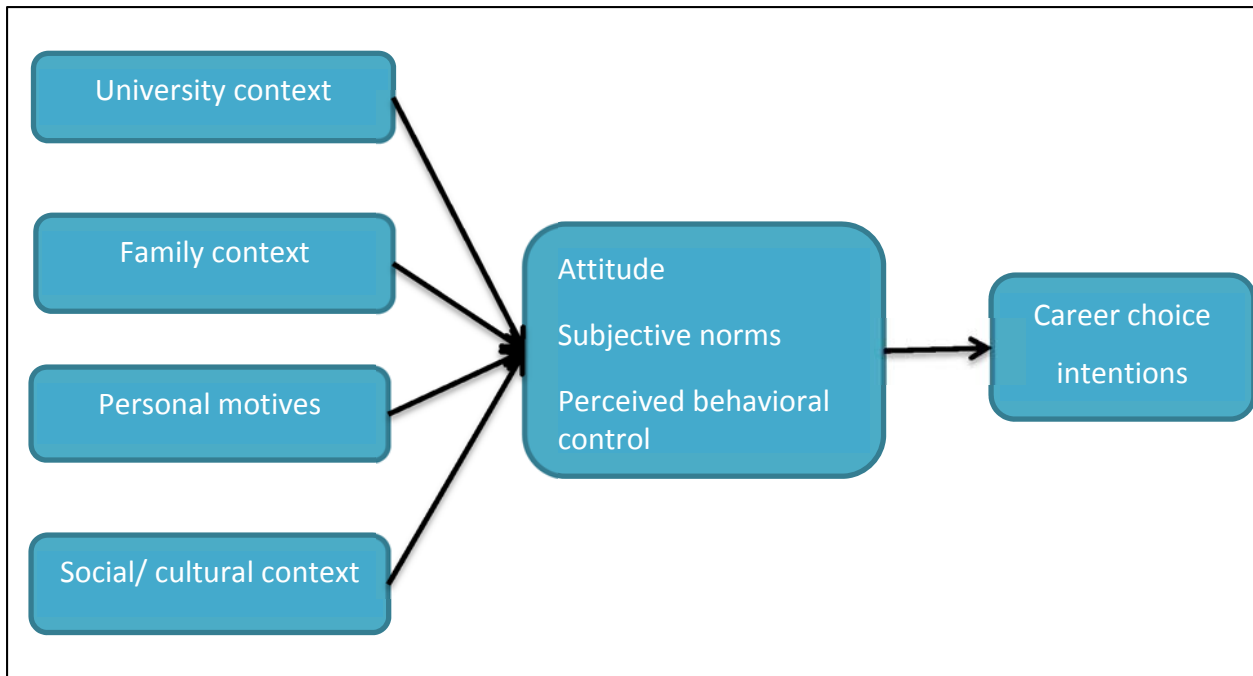 University context
Family context
Personal motives
Social/ cultural context
Attitude
Subjective norms
Perceived behavioral
control
Career choice
intentions